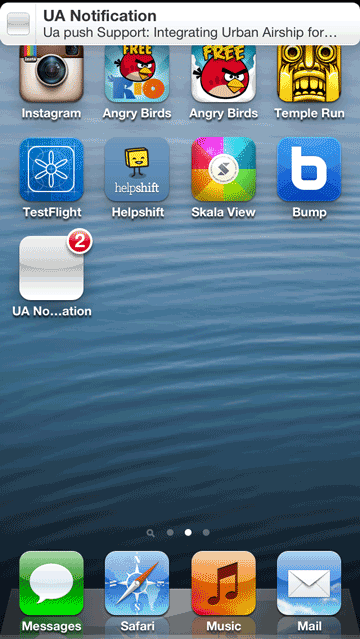 UA Notification
Ua push Support: Integrating Urban Airship for...
FREE
RIO
FREE
Instagram
Angry Birds
Angry Birds
Temple Run
helpshift
S
b
TestFlight
Helpshift
Skala View
Bump
2
UA No...ation
Messages
Safari
Music
Mail